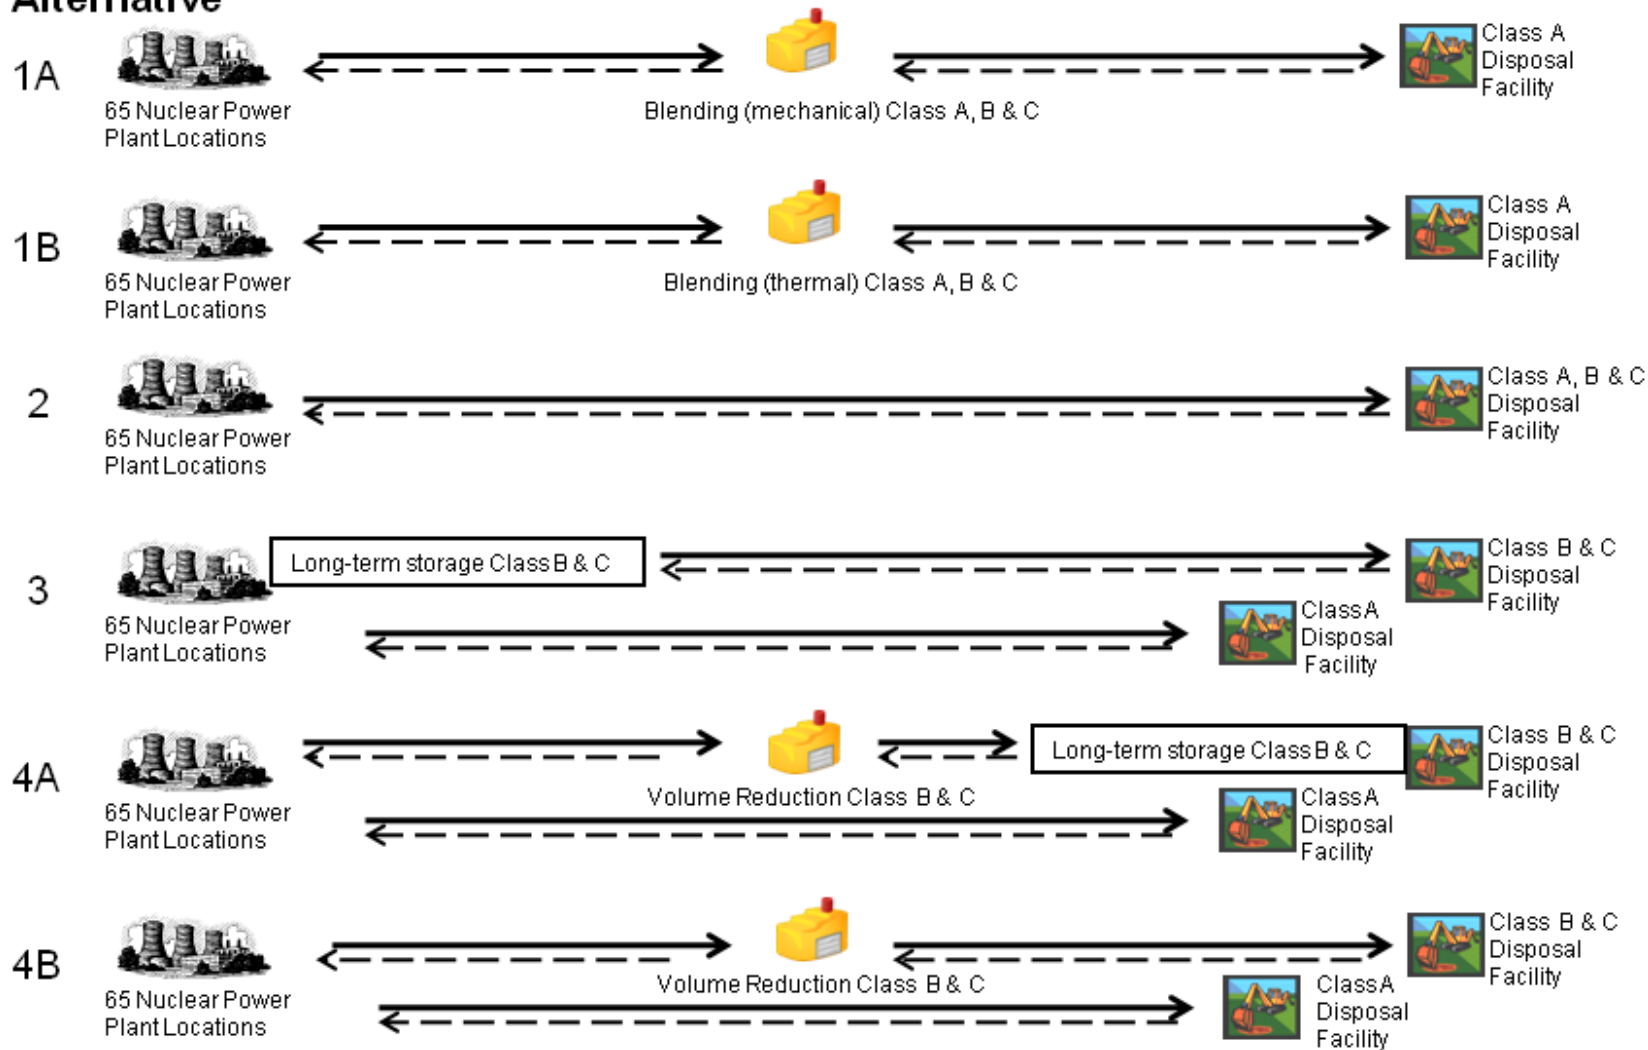 Alternative
1A
65 Nuclear Power
Plant Locations
Blending (mechanical) Class A, B & C
Class A
Disposal
Facility
1B
65 Nuclear Power
Plant Locations
Blending (thermal) Class A, B & C
Class A
Disposal
Facility
2
65 Nuclear Power
Plant Locations
Class A, B & C
Disposal
Facility
3
65 Nuclear Power
Plant Locations
Long-term storage Class B & C
Class B & C
Disposal
Facility
Class A
Disposal
Facility
4A
65 Nuclear Power
Plant Locations
Volume Reduction Class B & C
Long-term storage Class B & C
Class B & C
Disposal
Facility
Class A
Disposal
Facility
4B
65 Nuclear Power
Plant Locations
Volume Reduction Class B & C
Class B & C
Disposal
Facility
Class A
Disposal
Facility